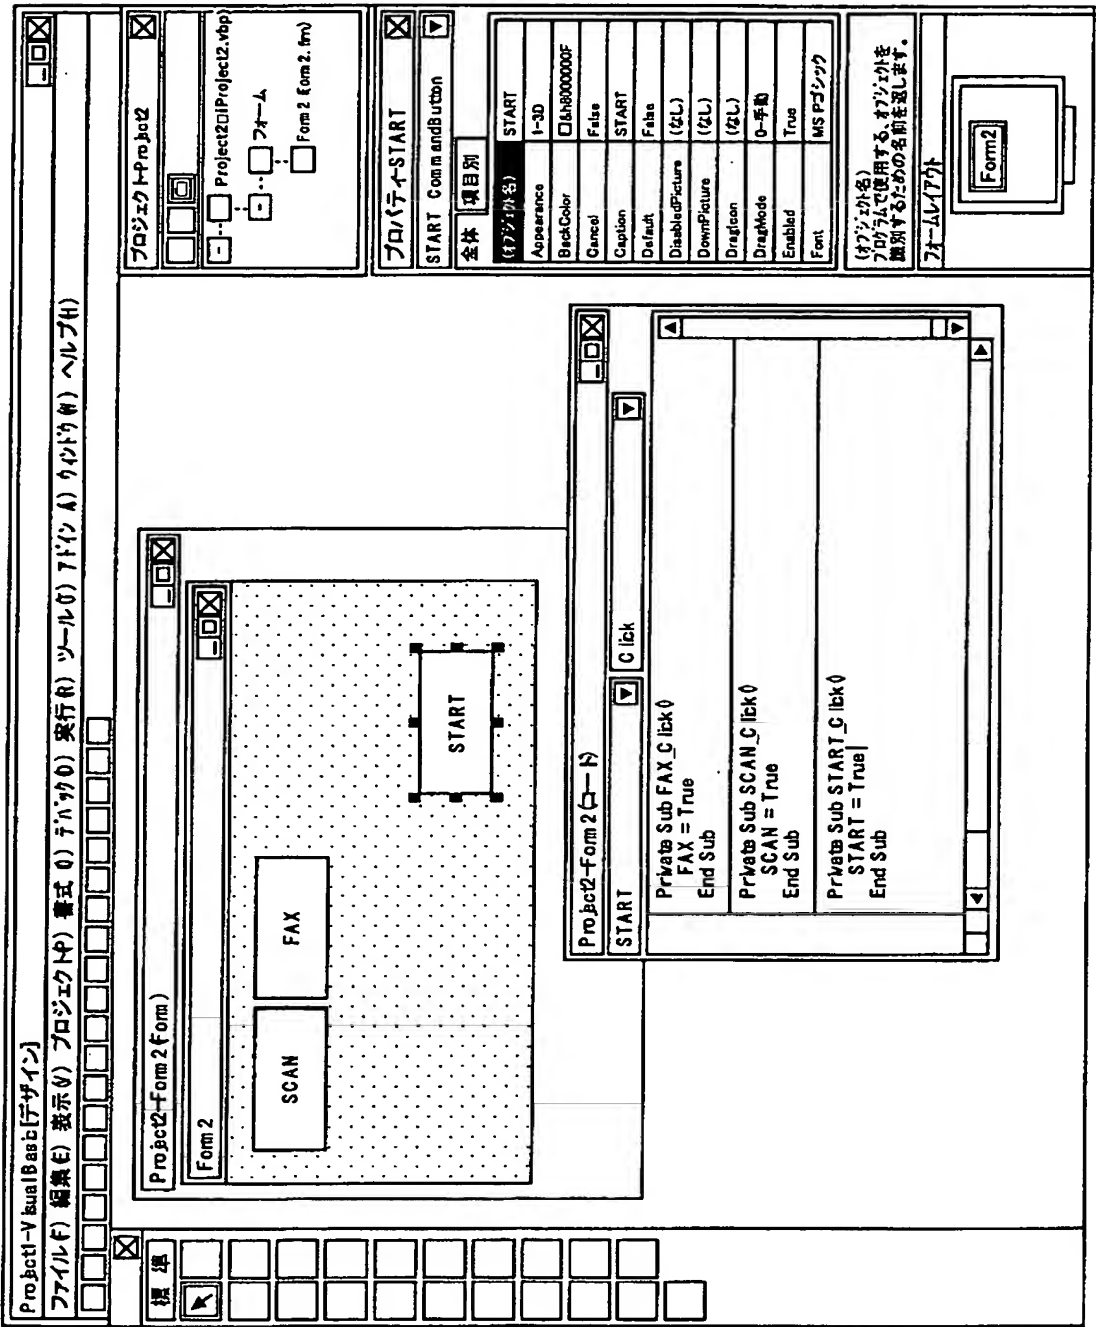 Project1-VisualBasic[デザイン]
ファイル(F) 編集(E) 表示(V) プロジェクト(P) 書式(O) デバック(D) 実行(R) ツール(T) アドイン(A) ウィンドウ(W) ヘルプ(H)
標準
Project2-Form2(Form)
Form2
SCAN
FAX
START
Project2-Form2(コード)
START
Click
Private Sub FAX_Click()
FAX = True
End Sub
Private Sub SCAN_Click()
SCAN = True
End Sub
Private Sub START_Click()
START = True
End Sub
プロジェクト-Project2
Project2□(Project2.vbp)
フォーム
Form2(Form2.frm)
プロパティ-START
START CommandButton
全体 項目別
(オブジェクト名) START
Appearance 1-3D
BackColor □&h8000000F
Cancel False
Caption START
Default False
DisabledPicture (なし)
DownPicture (なし)
DragIcon (なし)
DragMode 0-手動
Enabled True
Font MS Pゴシック
(オブジェクト名)
プログラムで使用する、オブジェクトを
識別するための名前を返します。
フォームレイアウト
Form2